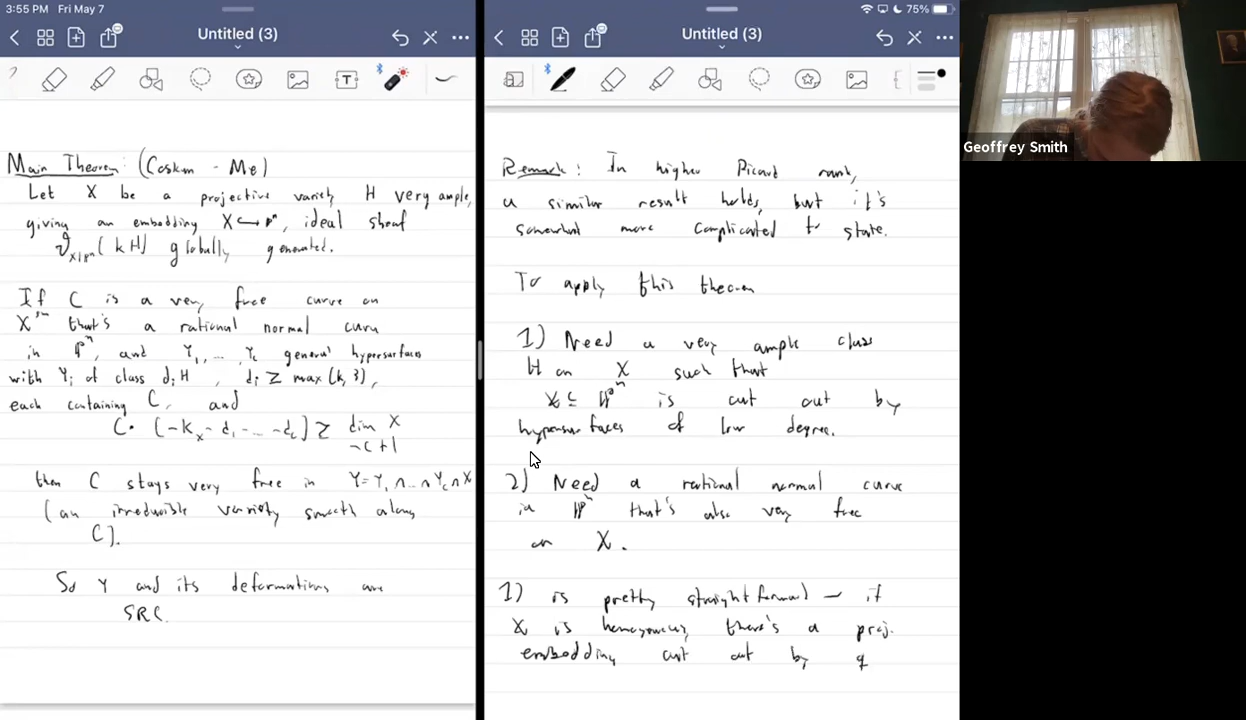 3:55 PM Fri May 7
75%
Untitled (3)
Untitled (3)
Geoffrey Smith
Main Theorem: (Coskun - Me)
Let X be a projective variety H very ample,
giving an embedding X↪ℙⁿ, ideal sheaf
𝒥_{X|ℙⁿ}(kH) globally generated.
If C is a very free curve on
Xˢᵐ that's a rational normal curve
in ℙⁿ, and Y₁, ... Y_c general hypersurfaces
with Yᵢ of class dᵢH, dᵢ ≥ max(k, 3),
each containing C, and
C · (-K_X - d₁ - ... - d_c) ≥ dim X
-c+1
then C stays very free in Y=Y₁∩...∩Y_c∩X
(an irreducible variety smooth along
C).
So Y and its deformations are
SRC.
Remark: In higher Picard rank,
a similar result holds, but it's
somewhat more complicated to state.
To apply this theorem
1) Need a very ample class
H on X such that
X ⊆ ℙⁿ is cut out by
hypersurfaces of low degree.
2) Need a rational normal curve
in ℙⁿ that's also very free
on X.
1) is pretty straightforward — if
X is homogenous, there's a proj.
embedding cut out by q